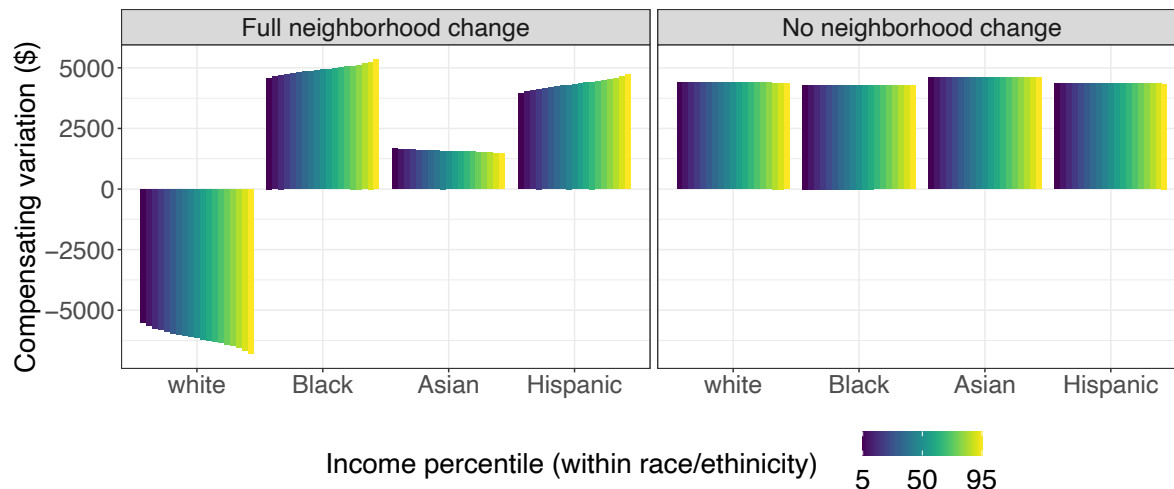 Full neighborhood change
No neighborhood change
Compensating variation ($)
5000
2500
0
−2500
−5000
white Black Asian Hispanic
white Black Asian Hispanic
Income percentile (within race/ethinicity)
5 50 95